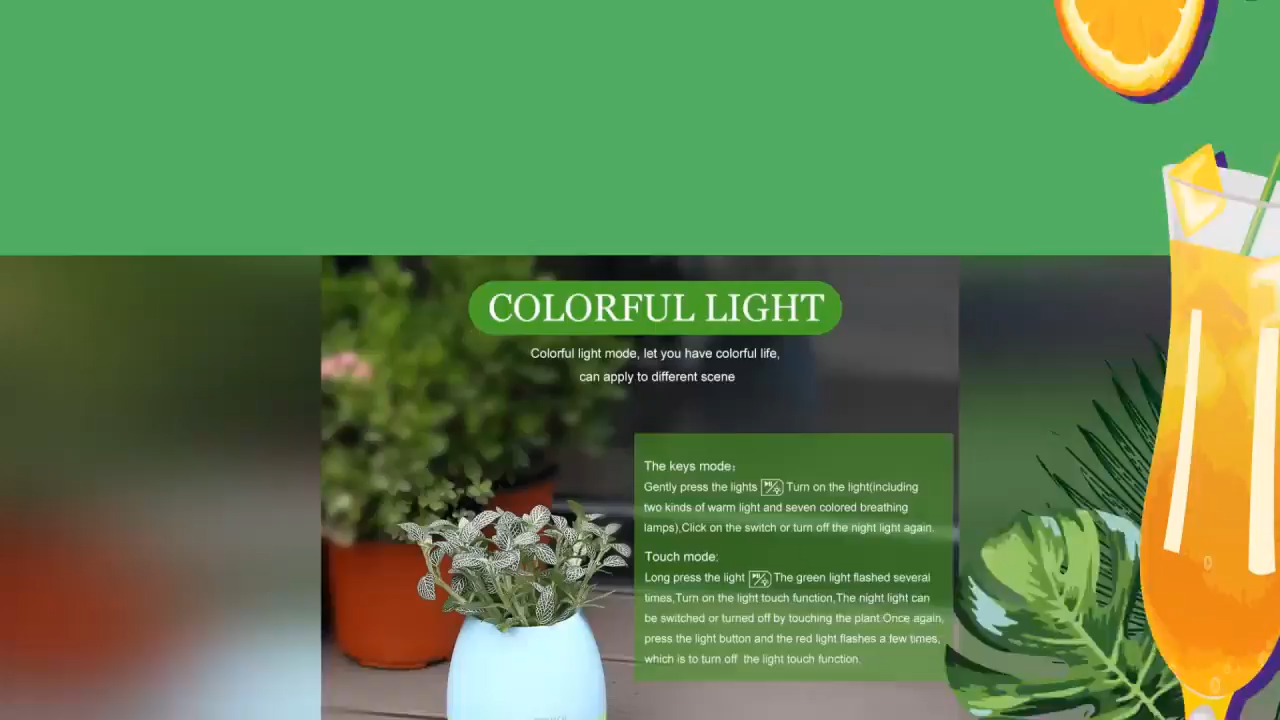 COLORFUL LIGHT
Colorful light mode, let you have colorful life,
can apply to different scene
The keys mode：
Gently press the lights Turn on the light(including
two kinds of warm light and seven colored breathing
lamps),Click on the switch or turn off the night light again.
Touch mode:
Long press the light The green light flashed several
times,Turn on the light touch function,The night light can
be switched or turned off by touching the plant.Once again,
press the light button and the red light flashes a few times,
which is to turn off the light touch function.